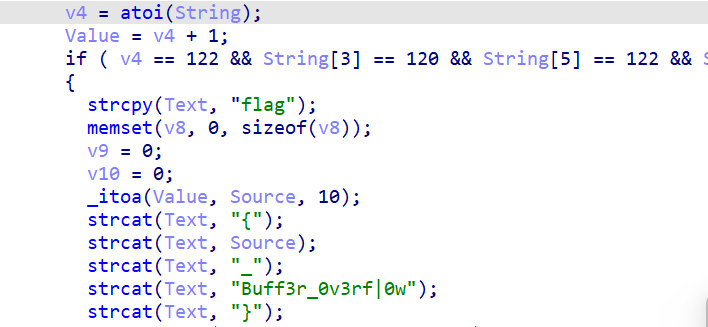 v4 = atoi(String);
Value = v4 + 1;
if ( v4 == 122 && String[3] == 120 && String[5] == 122 &&
{
strcpy(Text, "flag");
memset(v8, 0, sizeof(v8));
v9 = 0;
v10 = 0;
_itoa(Value, Source, 10);
strcat(Text, "{");
strcat(Text, Source);
strcat(Text, "_");
strcat(Text, "Buff3r_0v3rf|0w");
strcat(Text, "}");